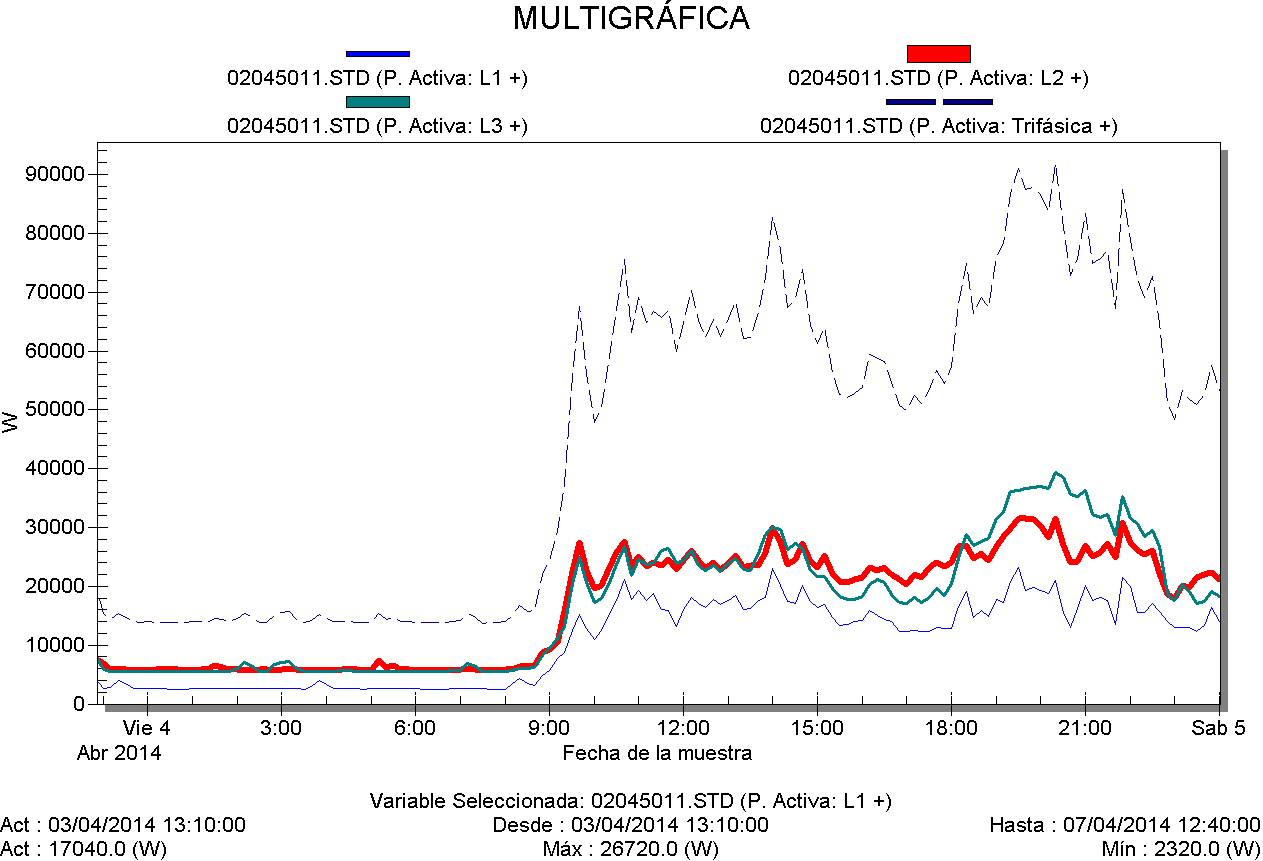 MULTIGRÁFICA
02045011.STD (P. Activa: L1 +)
02045011.STD (P. Activa: L2 +)
02045011.STD (P. Activa: L3 +)
02045011.STD (P. Activa: Trifásica +)
90000
80000
70000
60000
50000
40000
30000
20000
10000
0
W
Vie 4 3:00 6:00 9:00 12:00 15:00 18:00 21:00 Sab 5
Abr 2014
Fecha de la muestra
Variable Seleccionada: 02045011.STD (P. Activa: L1 +)
Act : 03/04/2014 13:10:00 Desde : 03/04/2014 13:10:00 Hasta : 07/04/2014 12:40:00
Act : 17040.0 (W) Máx : 26720.0 (W) Mín : 2320.0 (W)